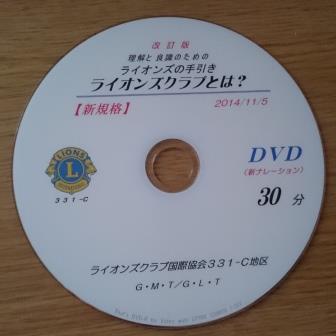 改訂版
理解と良識のための
ライオンズの手引き
ライオンズクラブとは?
【新規格】 2014/11/5
LIONS
L
INTERNATIONAL
331-C
DVD
(新ナレーション)
30分
ライオンズクラブ国際協会331-C地区
G・M・T/G・L・T